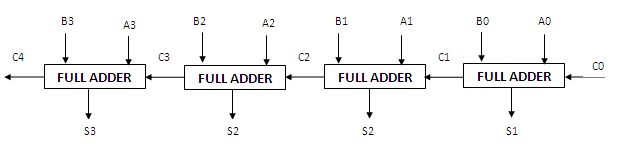 B3 A3 B2 A2 B1 A1 B0 A0
C4 C3 C2 C1 C0
FULL ADDER FULL ADDER FULL ADDER FULL ADDER
S3 S2 S2 S1